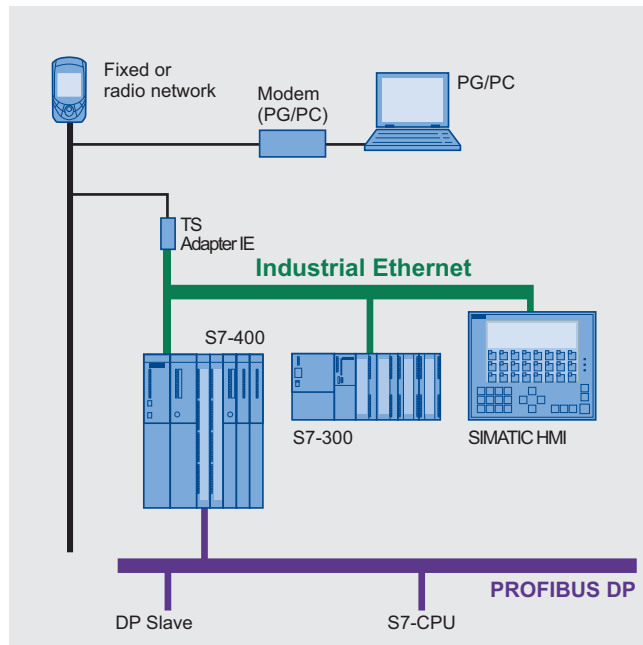 Fixed or
radio network
Modem
(PG/PC)
PG/PC
TS
Adapter IE
Industrial Ethernet
S7-400
S7-300
SIMATIC HMI
PROFIBUS DP
DP Slave
S7-CPU